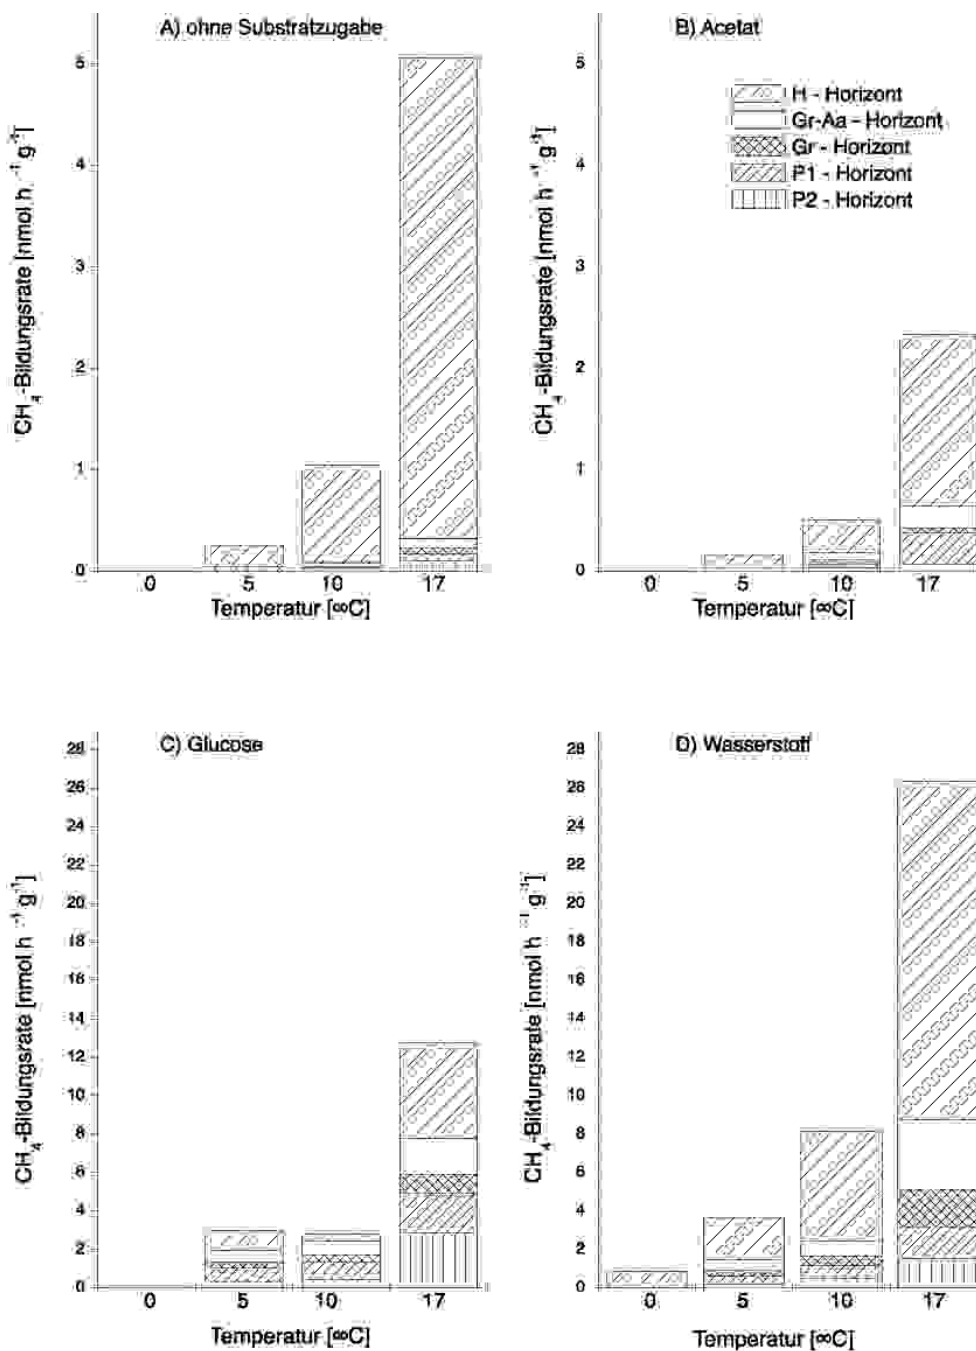 A) ohne Substratzugabe
CH4-Bildungsrate [nmol h -1 g-1]
5
4
3
2
1
0
0 5 10 17
Temperatur [∞C]
B) Acetat
H - Horizont
Gr-Aa - Horizont
Gr - Horizont
P1 - Horizont
P2 - Horizont
CH4-Bildungsrate [nmol h -1 g-1]
5
4
3
2
1
0
0 5 10 17
Temperatur [∞C]
C) Glucose
CH4-Bildungsrate [nmol h -1 g-1]
28
26
24
22
20
18
16
14
12
10
8
6
4
2
0
0 5 10 17
Temperatur [∞C]
D) Wasserstoff
CH4-Bildungsrate [nmol h -1 g-1]
28
26
24
22
20
18
16
14
12
10
8
6
4
2
0
0 5 10 17
Temperatur [∞C]